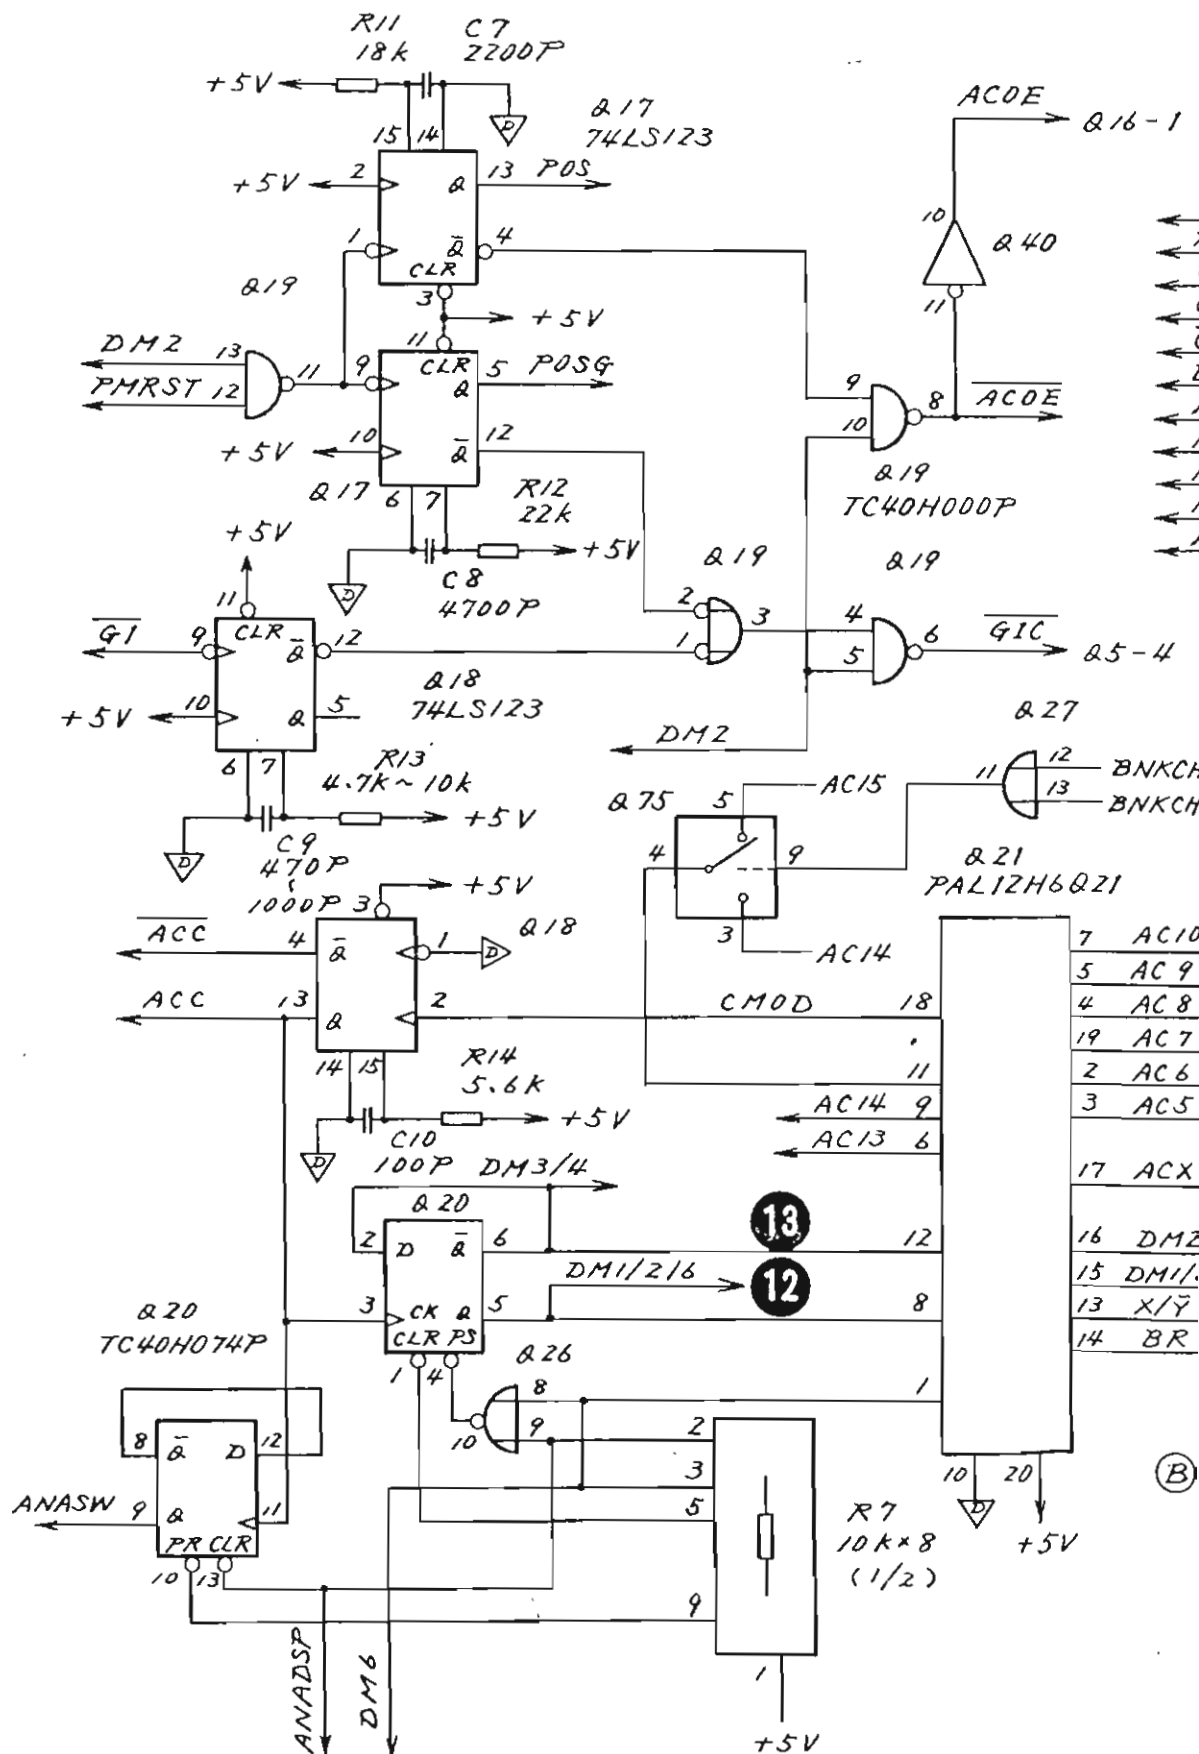 R11
18k
C7
2200P
+5V
D
15
14
Q17
74LS123
+5V
2
Q
13
POS
1
Q̅
4
CLR
3
+5V
ACOE
Q16-1
10
Q40
11
Q19
DM2
13
PMRST
12
11
11
CLR
9
Q
5
POSG
+5V
10
Q̅
12
Q17
6
7
R12
22k
+5V
D
C8
4700P
9
10
8
A̅C̅O̅E̅
Q19
TC40H000P
+5V
11
G̅I̅
9
CLR
Q̅
12
+5V
10
Q
5
6
7
Q18
74LS123
Q19
2
1
3
Q19
4
5
6
G̅I̅C̅
Q5-4
DM2
R13
4.7k~10k
+5V
D
C9
470P
~
1000P
Q27
11
12
BNKCH
13
BNKCH
Q75
5
AC15
4
9
3
AC14
Q21
PAL12H6Q21
3
+5V
A̅C̅C̅
4
Q̅
1
D
Q18
ACC
13
Q
2
CMOD
18
14
15
R14
5.6k
+5V
D
C10
100P
11
AC14
9
AC13
6
7
AC10
5
AC9
4
AC8
19
AC7
2
AC6
3
AC5
17
ACX
DM3/4
Q20
2
D
Q̅
6
13
12
DM1/2/6
12
3
CK
Q
5
8
CLR
PS
1
4
Q26
8
9
10
1
16
DM2
15
DM1/
13
X/Y̅
14
BR
Q20
TC40H074P
8
Q̅
D
12
ANASW
9
Q
11
PR
CLR
10
13
2
3
5
9
1
R7
10k×8
(1/2)
+5V
10
20
D
+5V
B
ANADSP
DM6